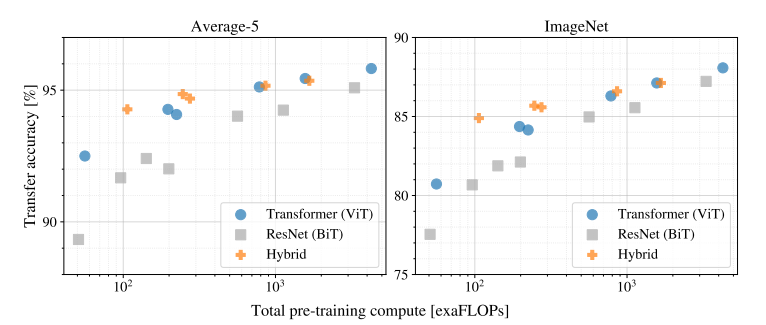 Average-5
ImageNet
Transfer accuracy [%]
95
90
90
85
80
75
Transformer (ViT)
ResNet (BiT)
Hybrid
Transformer (ViT)
ResNet (BiT)
Hybrid
10²
10³
10²
10³
Total pre-training compute [exaFLOPs]